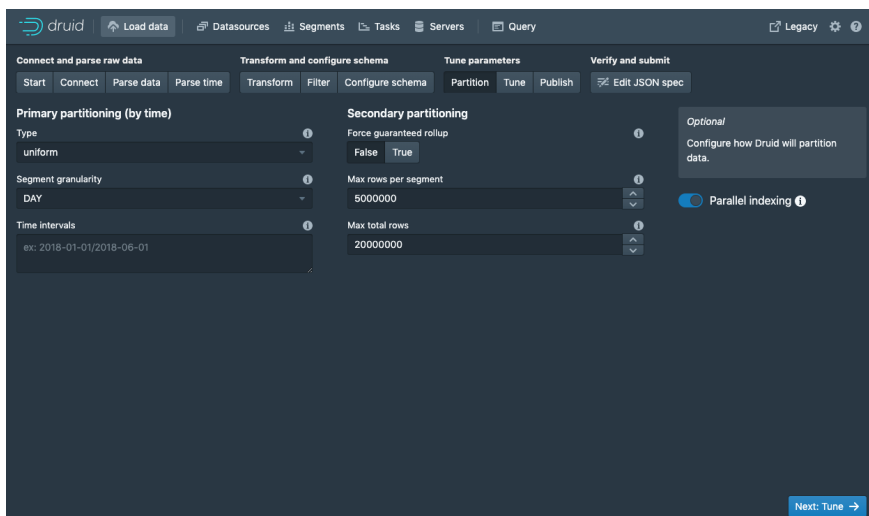 druid Load data Datasources Segments Tasks Servers Query Legacy
Connect and parse raw data Transform and configure schema Tune parameters Verify and submit
Start Connect Parse data Parse time Transform Filter Configure schema Partition Tune Publish Edit JSON spec
Primary partitioning (by time)
Type
uniform
Segment granularity
DAY
Time intervals
ex: 2018-01-01/2018-06-01
Secondary partitioning
Force guaranteed rollup
False True
Max rows per segment
5000000
Max total rows
20000000
Optional
Configure how Druid will partition
data.
Parallel indexing
Next: Tune